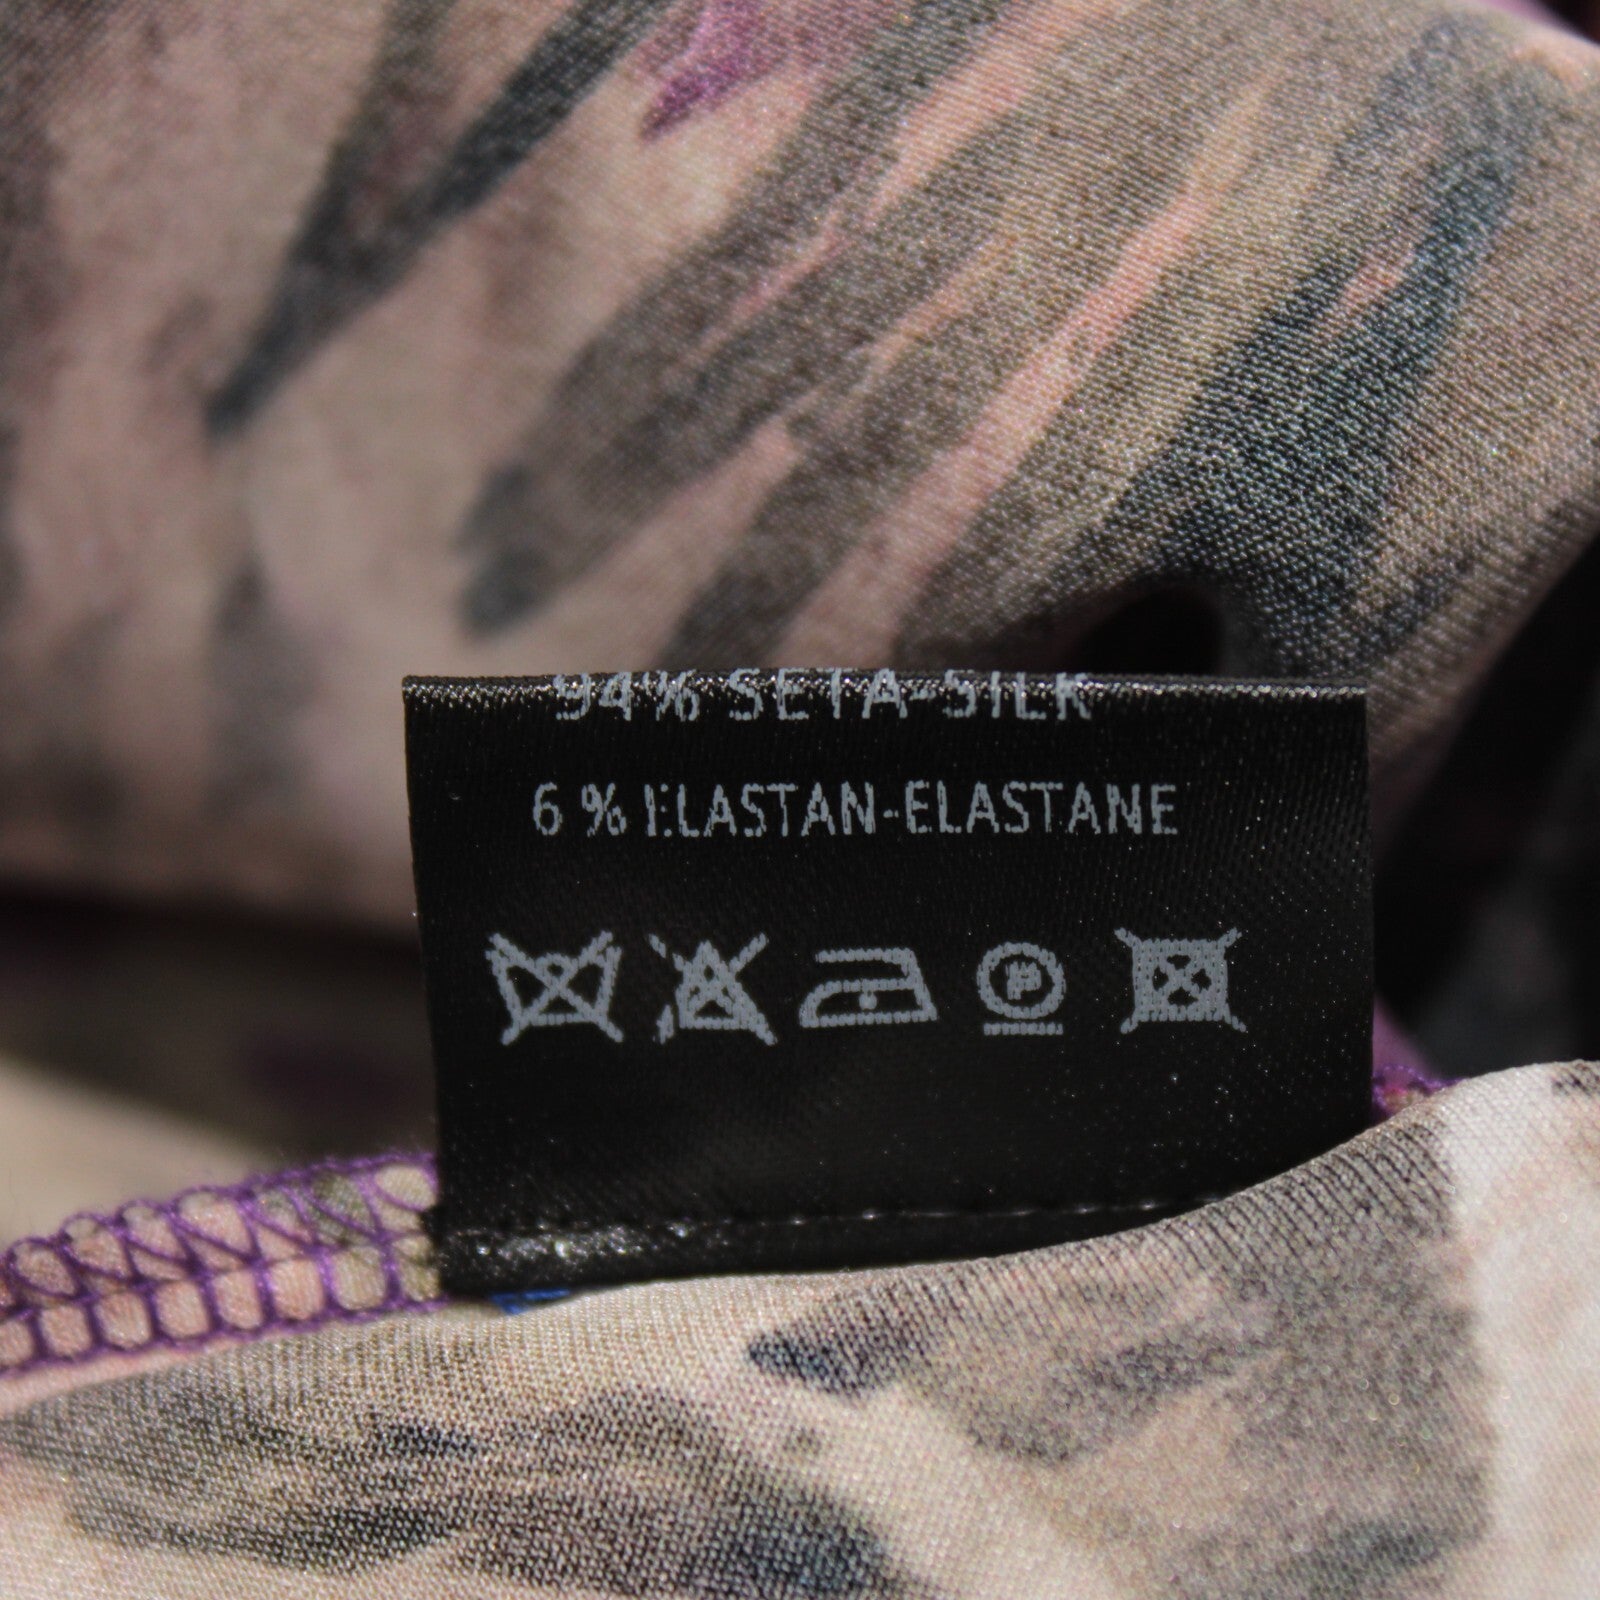 94% SETA-SILK
6 % ELASTAN-ELASTANE
P